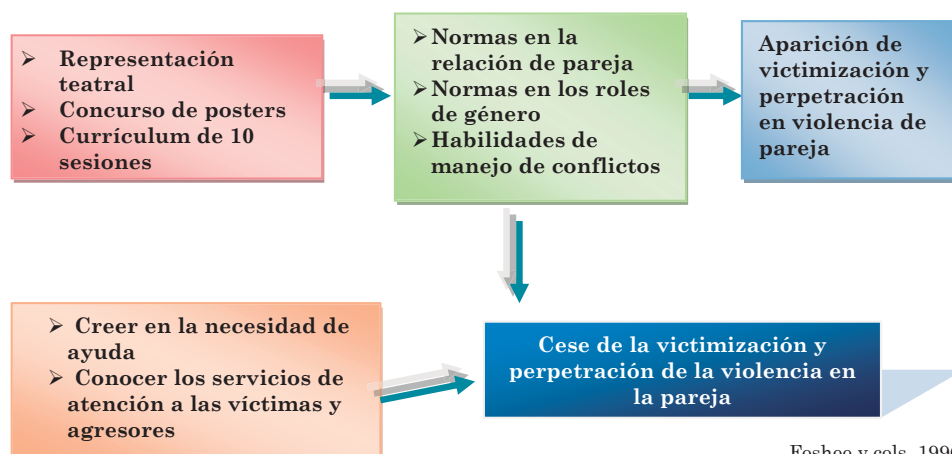 ➢ Representación
teatral
➢ Concurso de posters
➢ Currículum de 10
sesiones
➢ Normas en la
relación de pareja
➢ Normas en los roles
de género
➢ Habilidades de
manejo de conflictos
Aparición de
victimización y
perpetración
en violencia de
pareja
➢ Creer en la necesidad de
ayuda
➢ Conocer los servicios de
atención a las víctimas y
agresores
Cese de la victimización y
perpetración de la violencia en
la pareja
Foshee y cols.